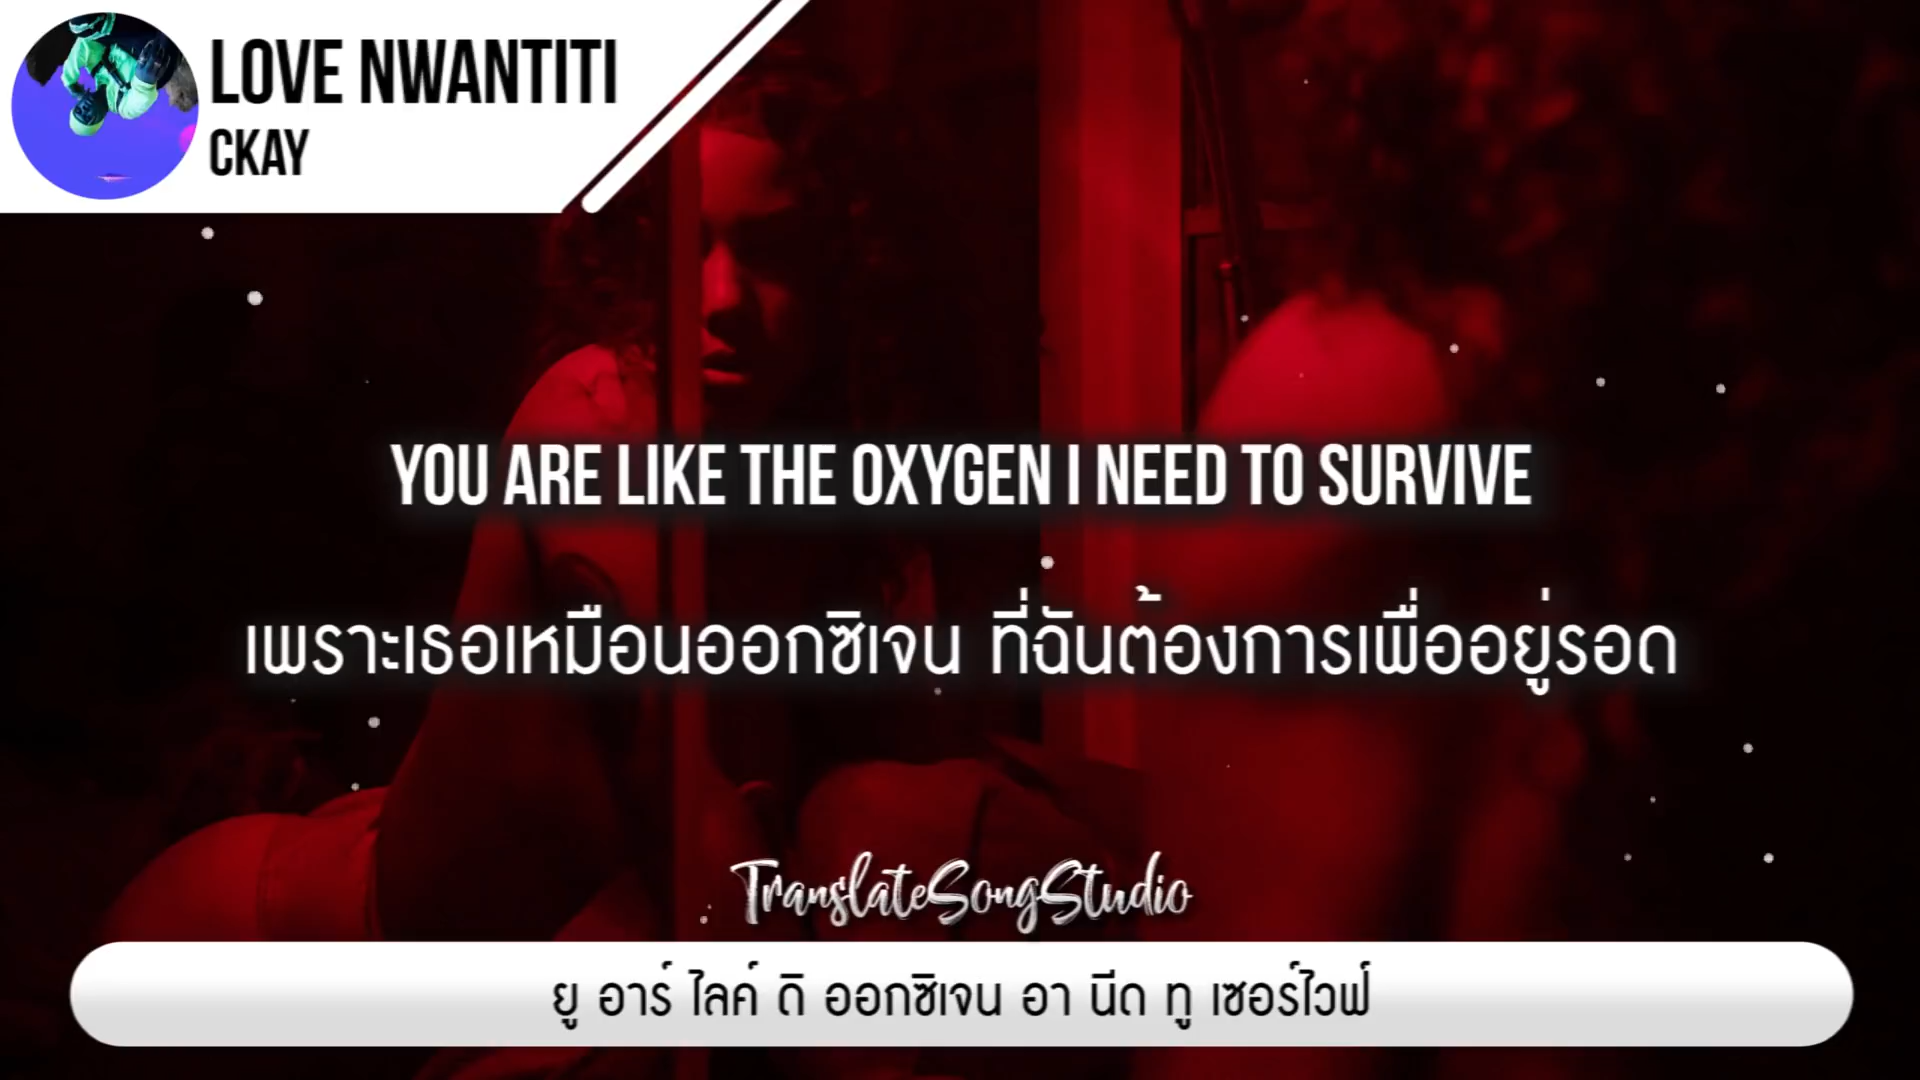 LOVE NWANTITI
CKAY
YOU ARE LIKE THE OXYGEN I NEED TO SURVIVE
เพราะเธอเหมือนออกซิเจน ที่ฉันต้องการเพื่ออยู่รอด
TranslateSongStudio
ยู อาร์ ไลค์ ดิ ออกซิเจน อา นีด ทู เซอร์ไวฟ์